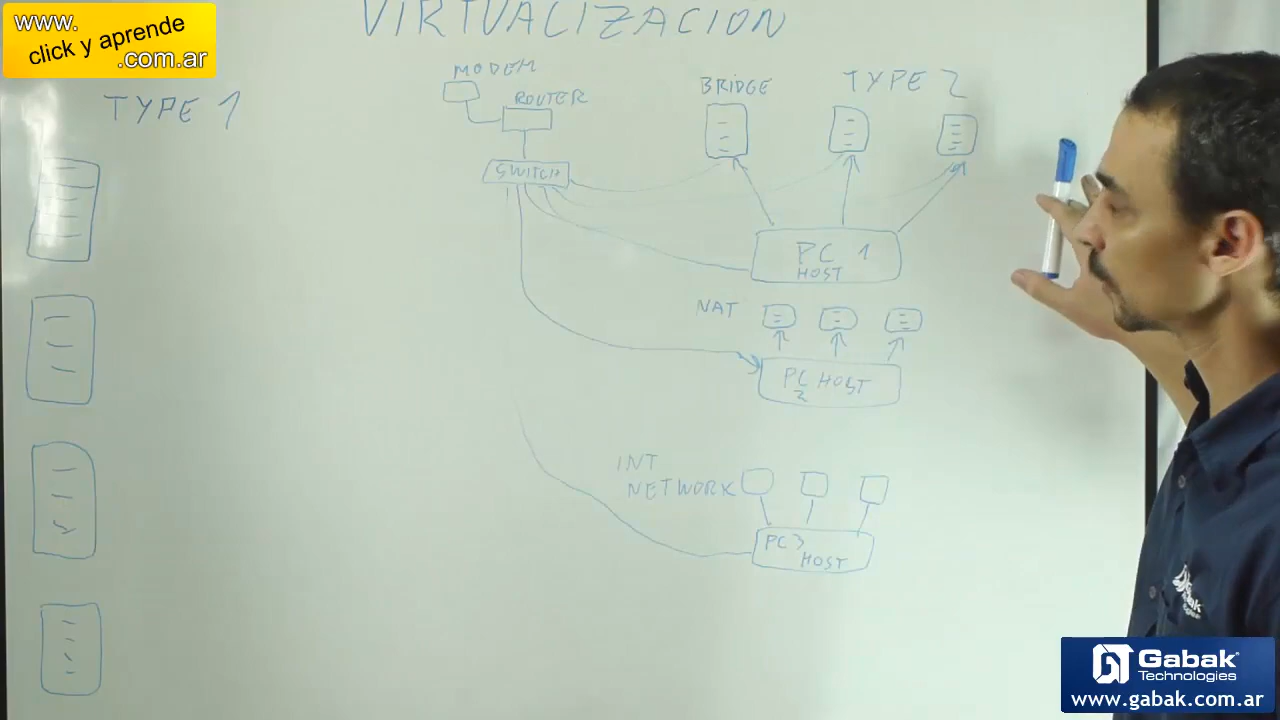 www.
click y aprende
.com.ar
VIRTUALIZACION
TYPE 1
MODEM
ROUTER
SWITCH
BRIDGE
TYPE 2
PC 1
HOST
NAT
PC HOST
2
INT
NETWORK
PC 3
HOST
Gabak
Technologies
www.gabak.com.ar